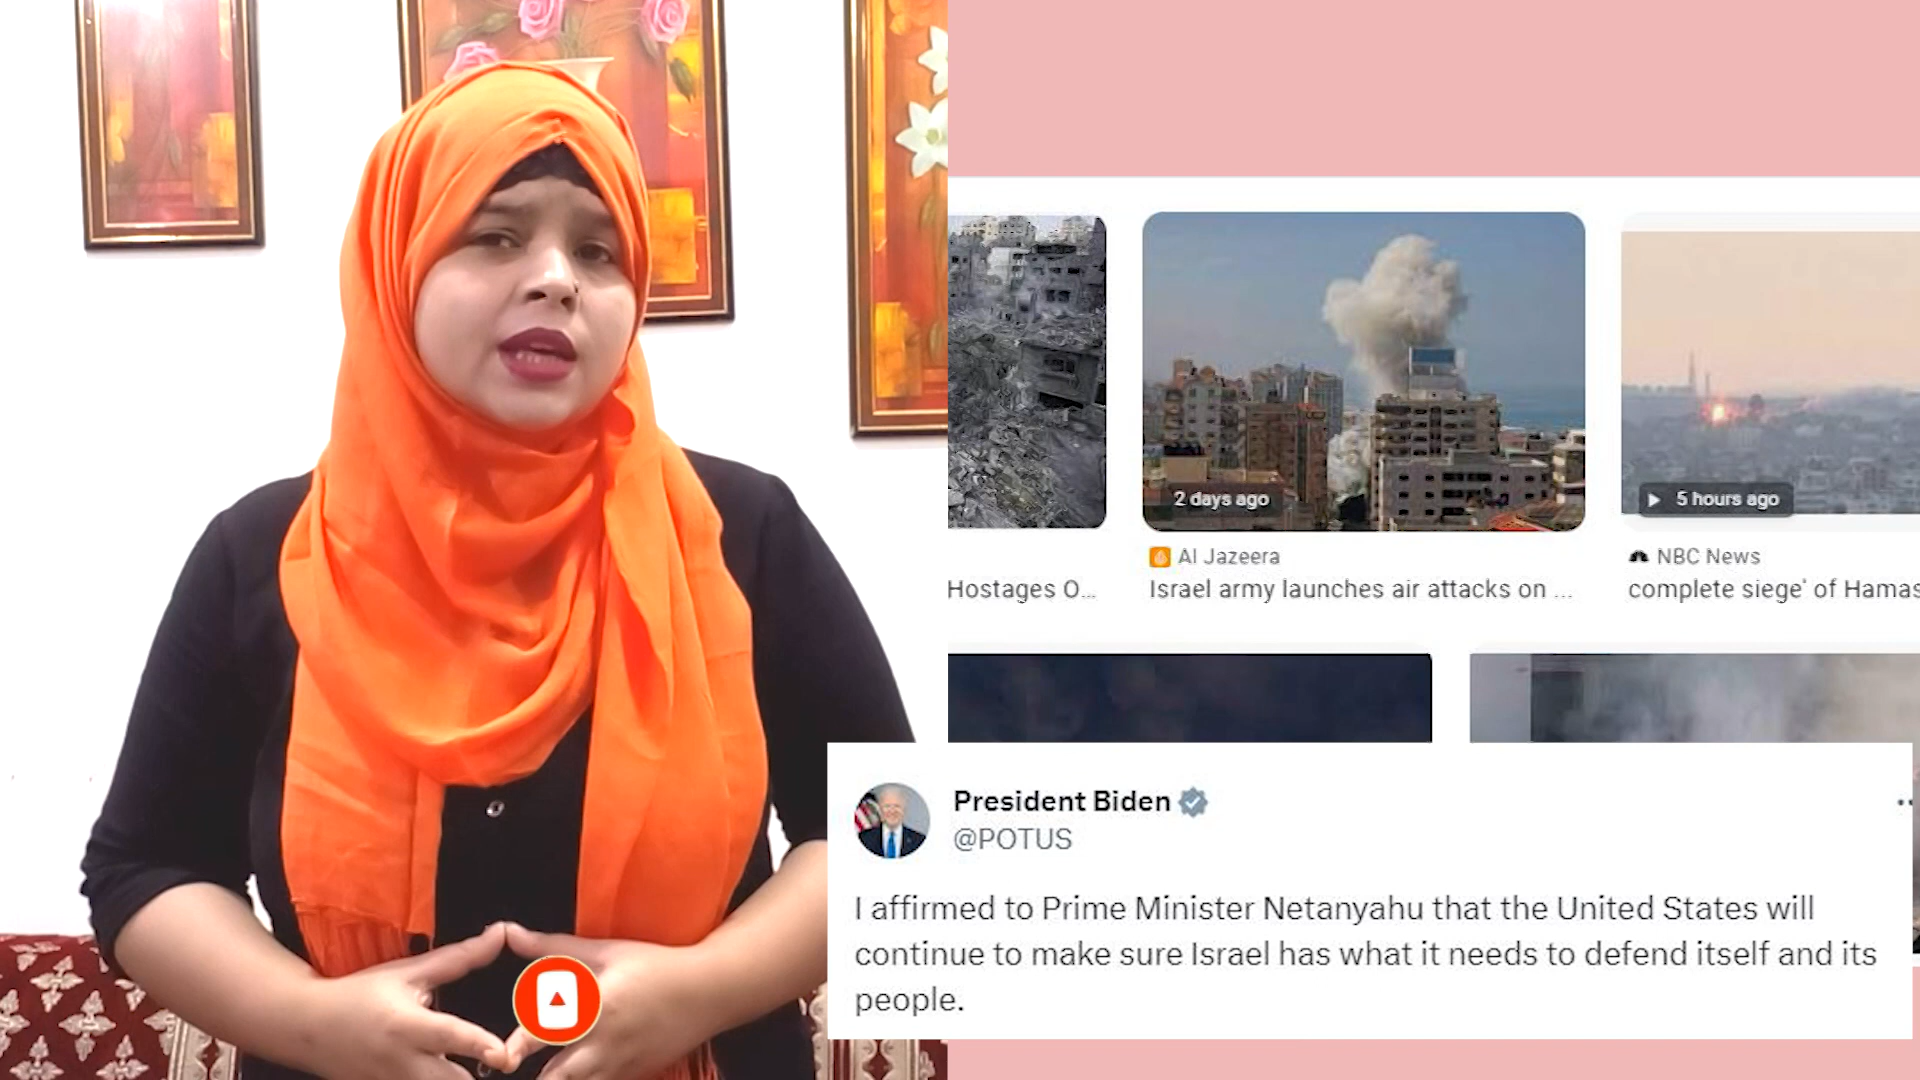 2 days ago
5 hours ago
Al Jazeera
NBC News
Hostages O...
Israel army launches air attacks on ...
complete siege' of Hamas
President Biden
@POTUS
I affirmed to Prime Minister Netanyahu that the United States will
continue to make sure Israel has what it needs to defend itself and its
people.